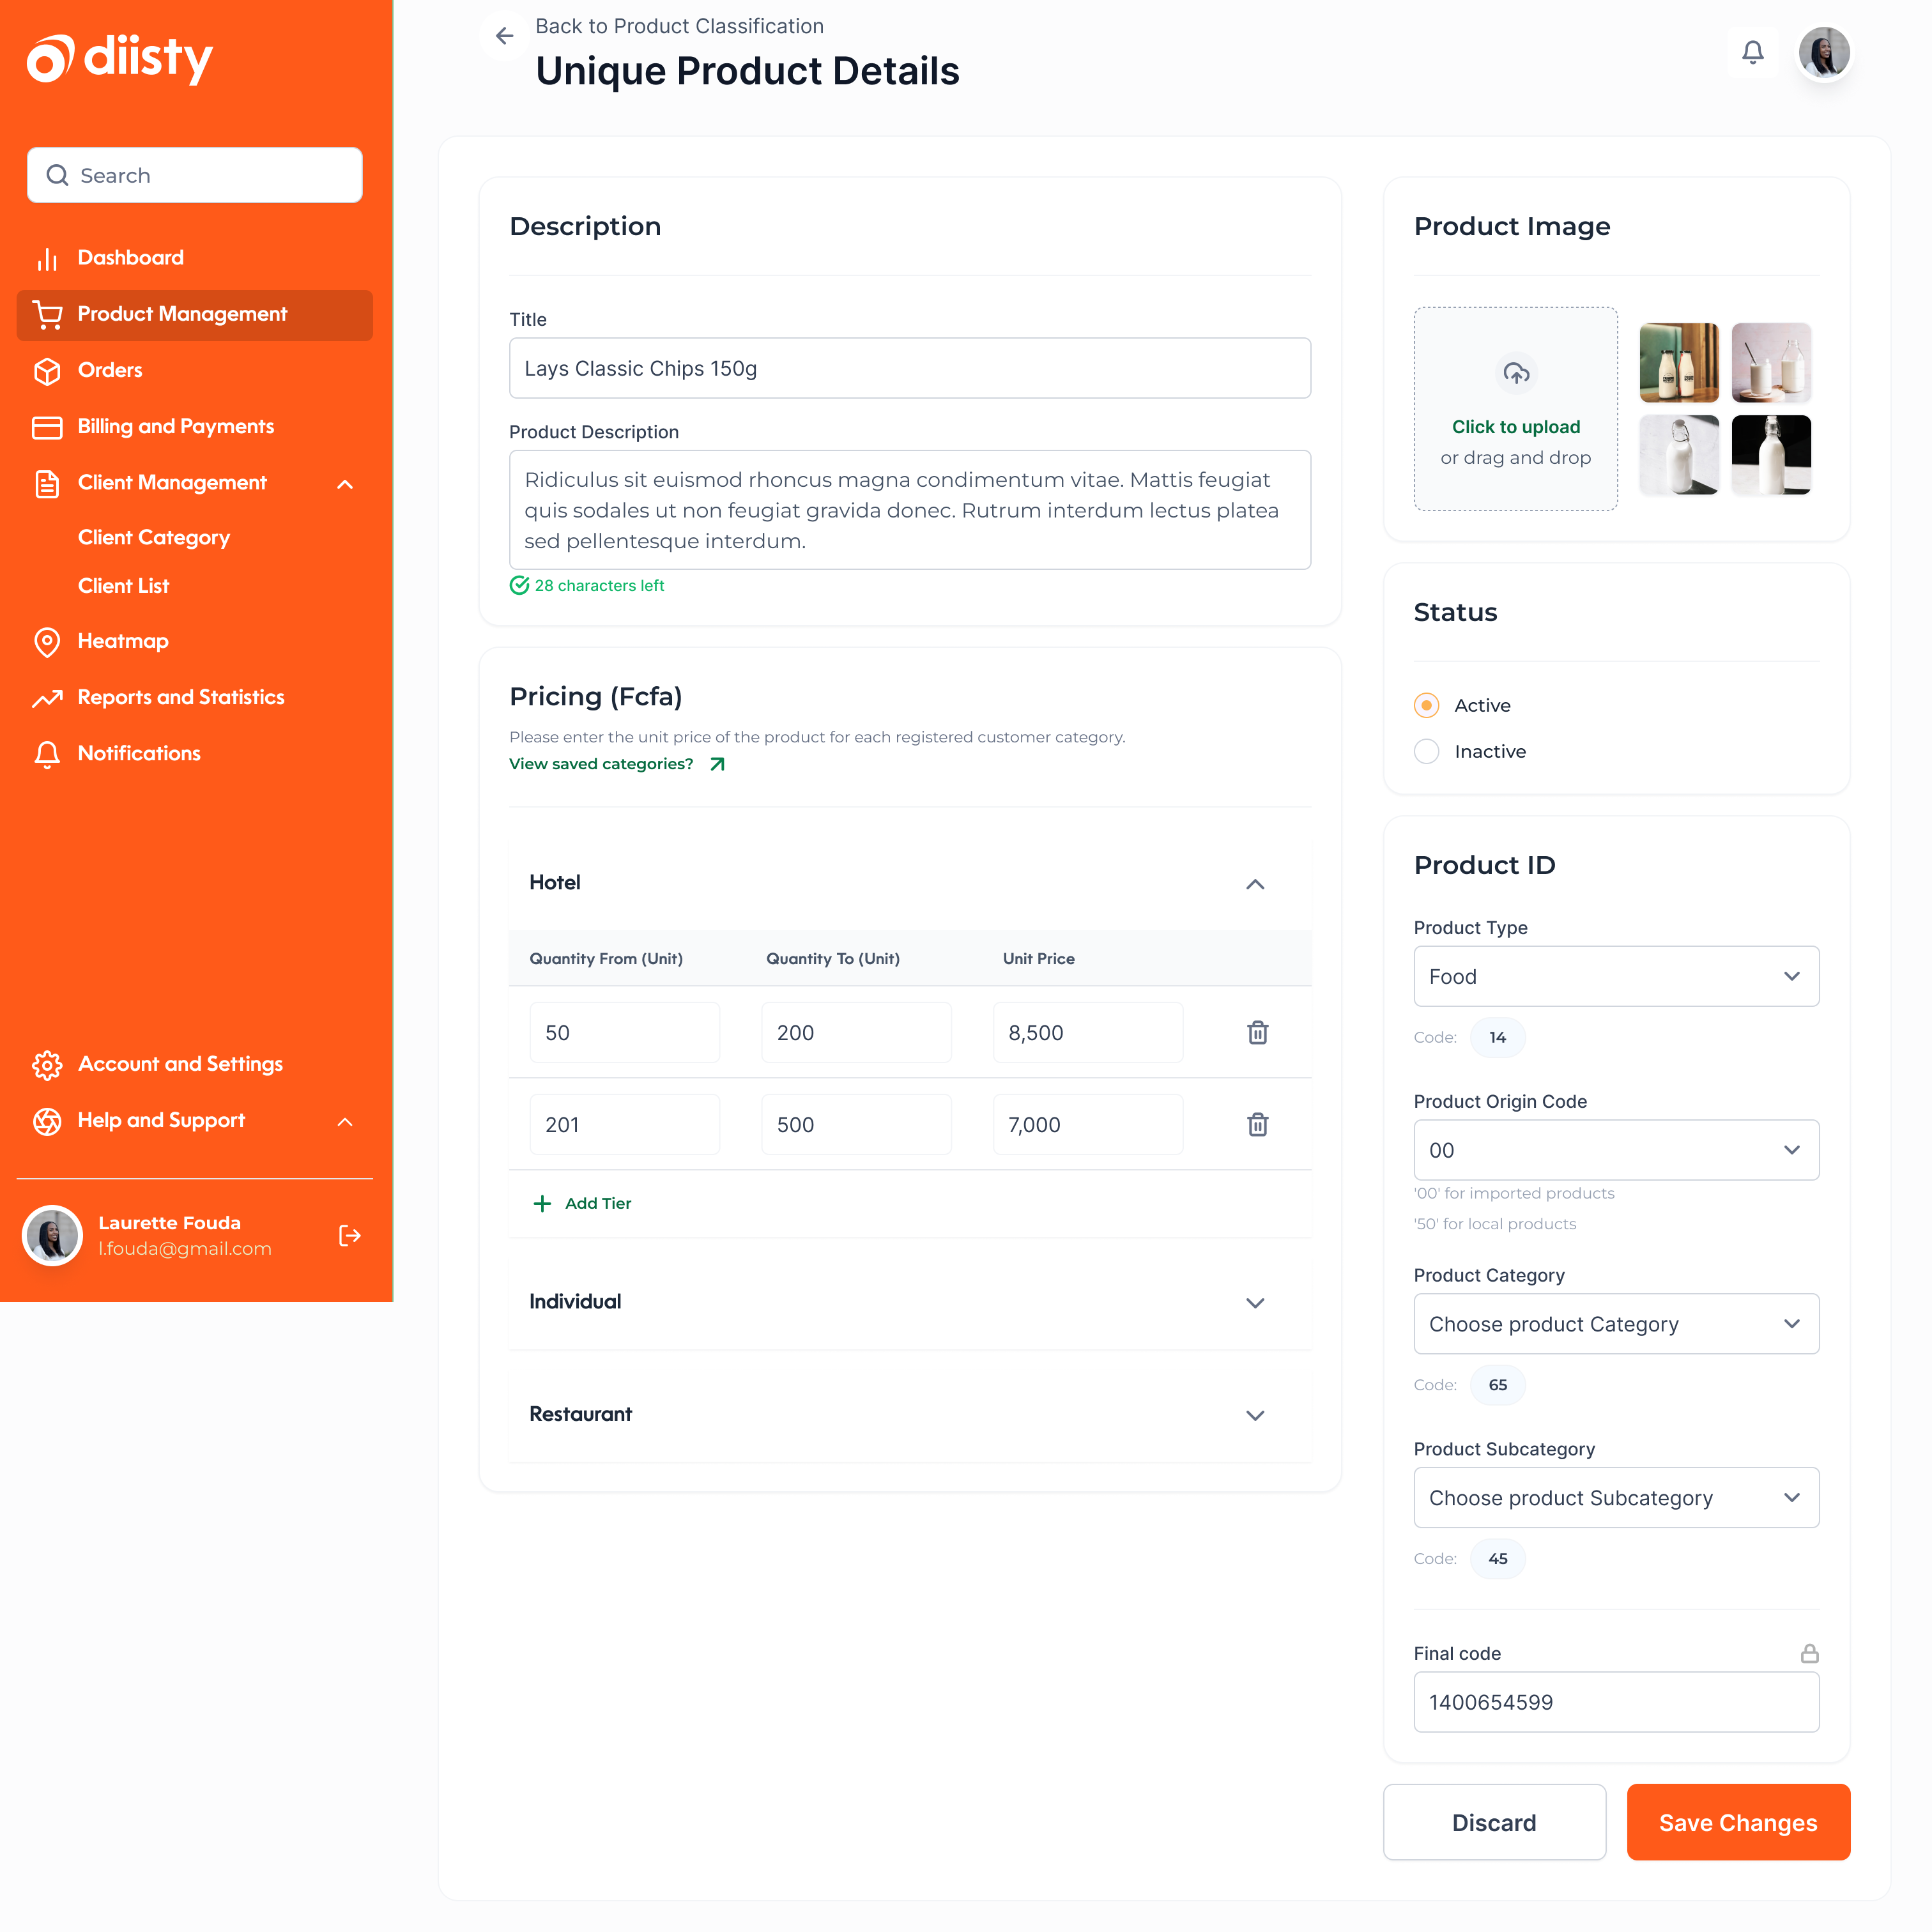 diisty
Search
Dashboard
Product Management
Orders
Billing and Payments
Client Management
Client Category
Client List
Heatmap
Reports and Statistics
Notifications
Account and Settings
Help and Support
Laurette Fouda
l.fouda@gmail.com
Back to Product Classification
Unique Product Details
Description
Title
Lays Classic Chips 150g
Product Description
Ridiculus sit euismod rhoncus magna condimentum vitae. Mattis feugiat
quis sodales ut non feugiat gravida donec. Rutrum interdum lectus platea
sed pellentesque interdum.
28 characters left
Pricing (Fcfa)
Please enter the unit price of the product for each registered customer category.
View saved categories?
Hotel
Quantity From (Unit) Quantity To (Unit) Unit Price
50 200 8,500
201 500 7,000
Add Tier
Individual
Restaurant
Product Image
Click to upload
or drag and drop
Status
Active
Inactive
Product ID
Product Type
Food
Code: 14
Product Origin Code
00
'00' for imported products
'50' for local products
Product Category
Choose product Category
Code: 65
Product Subcategory
Choose product Subcategory
Code: 45
Final code
1400654599
Discard
Save Changes